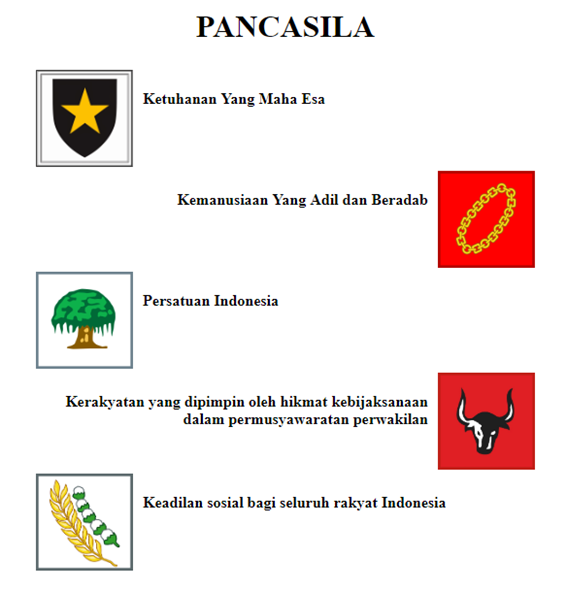 PANCASILA
Ketuhanan Yang Maha Esa
Kemanusiaan Yang Adil dan Beradab
Persatuan Indonesia
Kerakyatan yang dipimpin oleh hikmat kebijaksanaan
dalam permusyawaratan perwakilan
Keadilan sosial bagi seluruh rakyat Indonesia